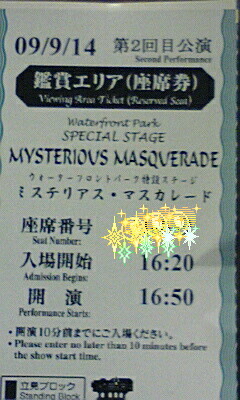 09/9/14 第2回目公演
Second Performance
鑑賞エリア(座席券)
Viewing Area Ticket (Reserved Seat)
Waterfront Park
SPECIAL STAGE
MYSTERIOUS MASQUERADE
ウォーターフロントパーク特設ステージ
ミステリアス・マスカレード
座席番号
Seat Number:
入場開始 16:20
Admission Begins:
開演 16:50
Performance Starts:
・開演10分前までにご入場ください。
・Please enter no later than 10 minutes before
the show start time.
立見ブロック
Standing Block